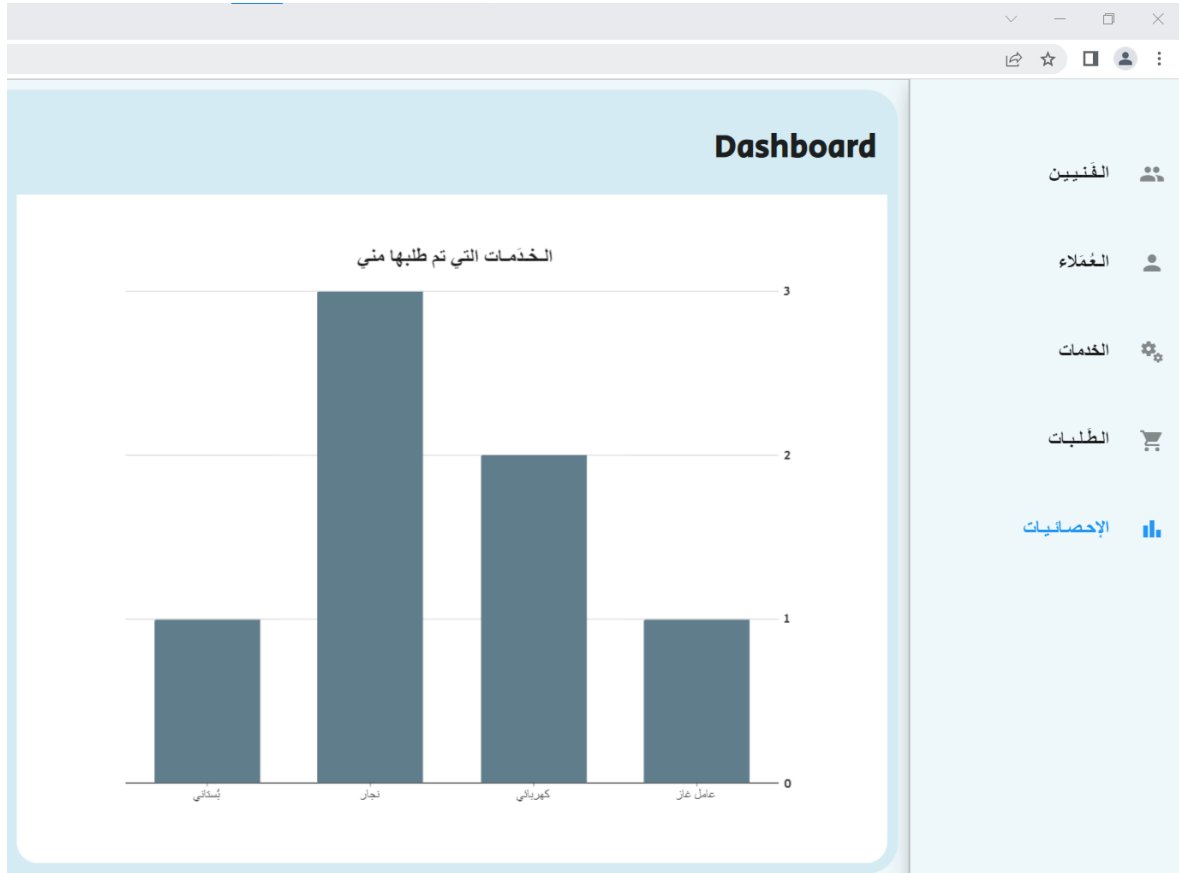 Dashboard
الـفَـنـيـيـن
الـعُـمَـلاء
الخدمات
الـطَّـلـبـات
الإحـصـائـيـات
الـخـدَمـات التي تم طلبها مني
3
2
1
0
عامل غاز
كهربائي
نجار
بُستاني